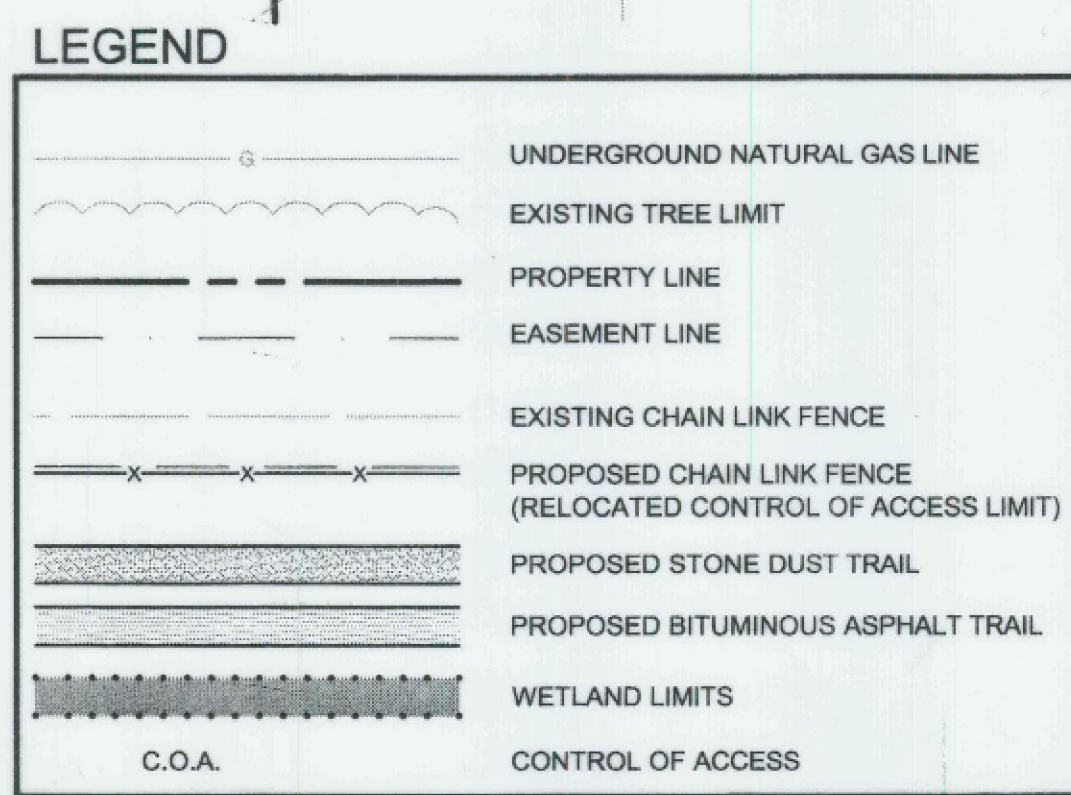 LEGEND
G UNDERGROUND NATURAL GAS LINE
EXISTING TREE LIMIT
PROPERTY LINE
EASEMENT LINE
EXISTING CHAIN LINK FENCE
X X X PROPOSED CHAIN LINK FENCE
(RELOCATED CONTROL OF ACCESS LIMIT)
PROPOSED STONE DUST TRAIL
PROPOSED BITUMINOUS ASPHALT TRAIL
WETLAND LIMITS
C.O.A. CONTROL OF ACCESS